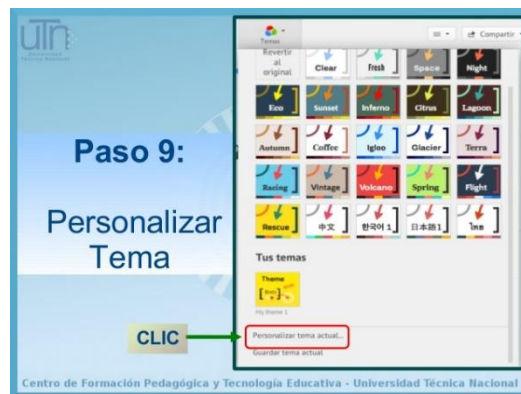 utn
Universidad
Técnica Nacional
Paso 9:
Personalizar
Tema
CLIC
Temas
Compartir
Revertir
al
original
Clear
Fresh
Space
Night
Eco
Sunset
Inferno
Citrus
Lagoon
Autumn
Coffee
Igloo
Glacier
Terra
Racing
Vintage
Volcano
Spring
Flight
Rescue
中文
한국어 1
日本語1
ไทย
Tus temas
Theme
My theme 1
Personalizar tema actual...
Guardar tema actual
Centro de Formación Pedagógica y Tecnología Educativa - Universidad Técnica Nacional